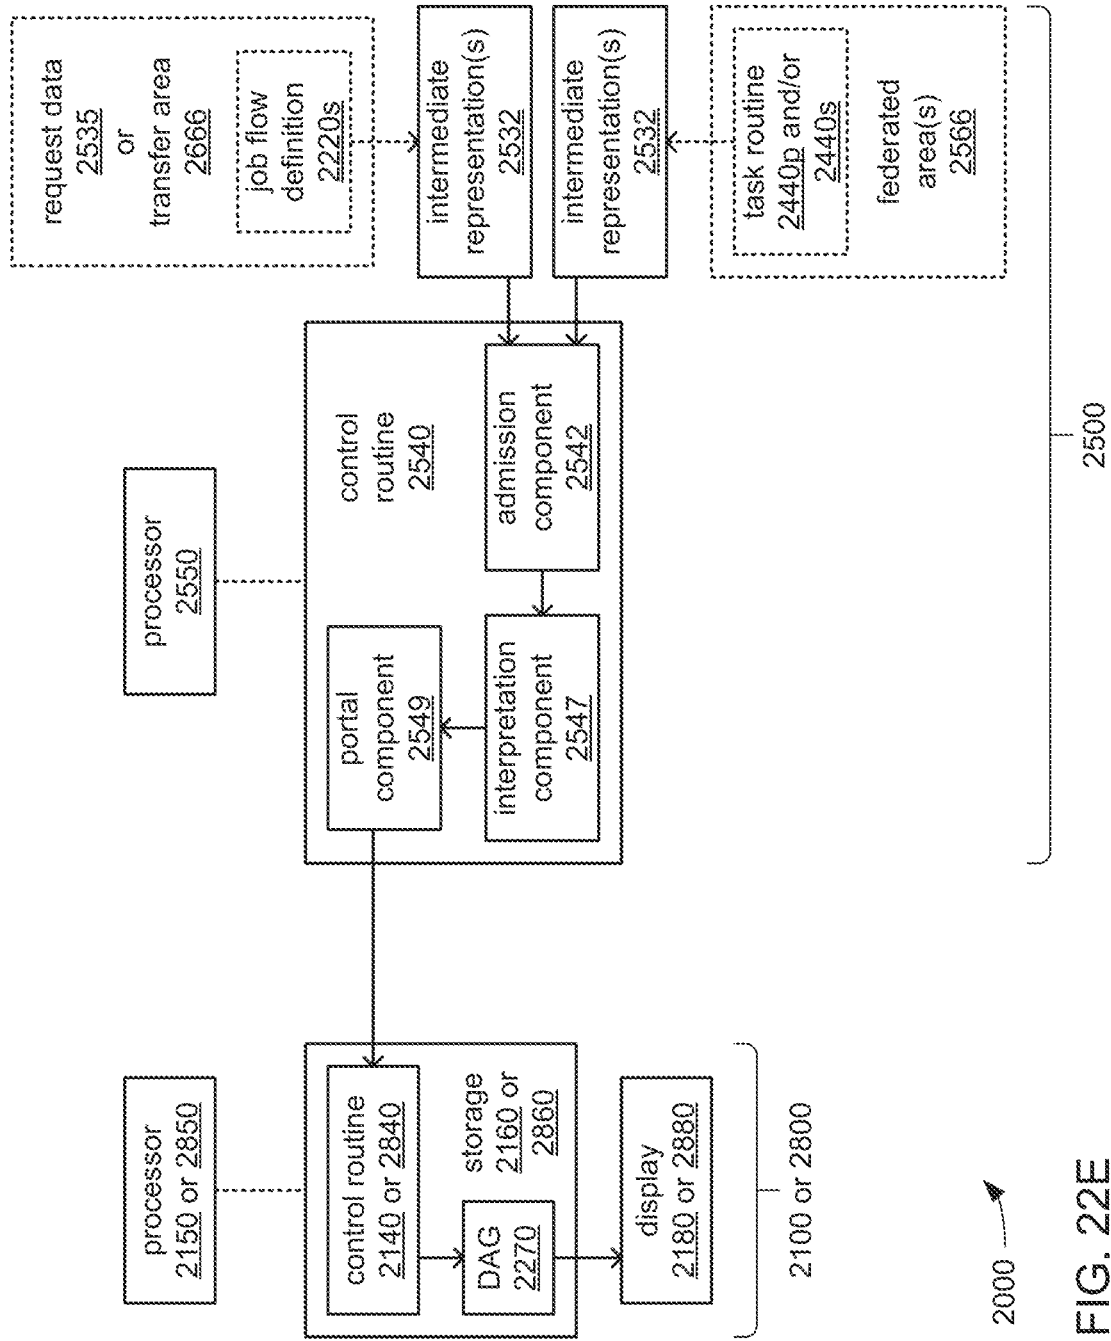 processor
2150 or 2850
control routine
2140 or 2840
DAG
2270
storage
2160 or
2860
display
2180 or 2880
2100 or 2800
processor
2550
control
routine
2540
portal
component
2549
interpretation
component
2547
admission
component
2542
request data
2535
or
transfer area
2666
job flow
definition
2220s
intermediate
representation(s)
2532
intermediate
representation(s)
2532
task routine
2440p and/or
2440s
federated
area(s)
2566
2500
2000
FIG. 22E